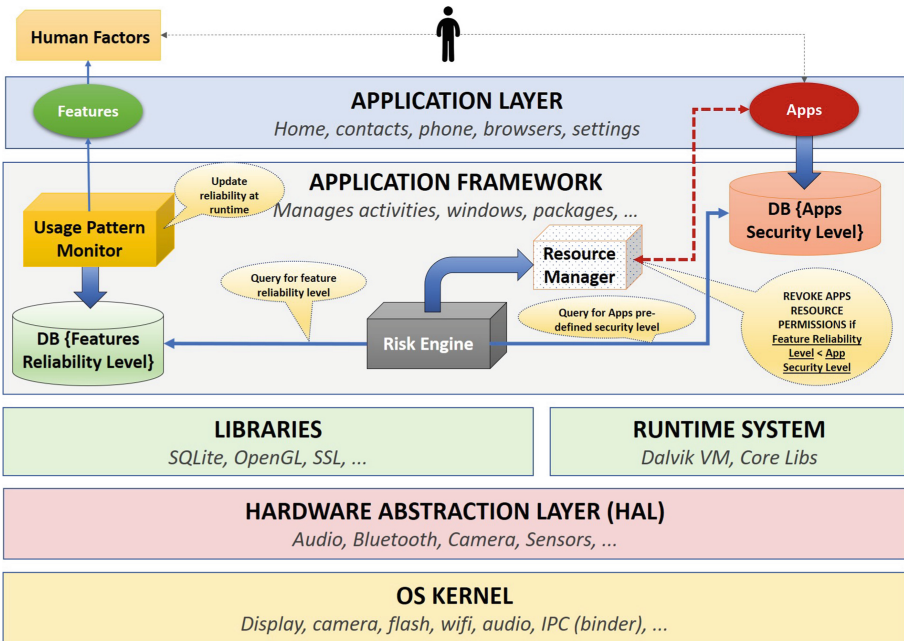 Human Factors
APPLICATION LAYER
Home, contacts, phone, browsers, settings
Features
Apps
APPLICATION FRAMEWORK
Manages activities, windows, packages, ...
Update
reliability at
runtime
Usage Pattern
Monitor
DB {Apps
Security Level}
Resource
Manager
Query for feature
reliability level
Query for Apps pre-
defined security level
REVOKE APPS
RESOURCE
PERMISSIONS if
Feature Reliability
Level < App
Security Level
DB {Features
Reliability Level}
Risk Engine
LIBRARIES
SQLite, OpenGL, SSL, ...
RUNTIME SYSTEM
Dalvik VM, Core Libs
HARDWARE ABSTRACTION LAYER (HAL)
Audio, Bluetooth, Camera, Sensors, ...
OS KERNEL
Display, camera, flash, wifi, audio, IPC (binder), ...